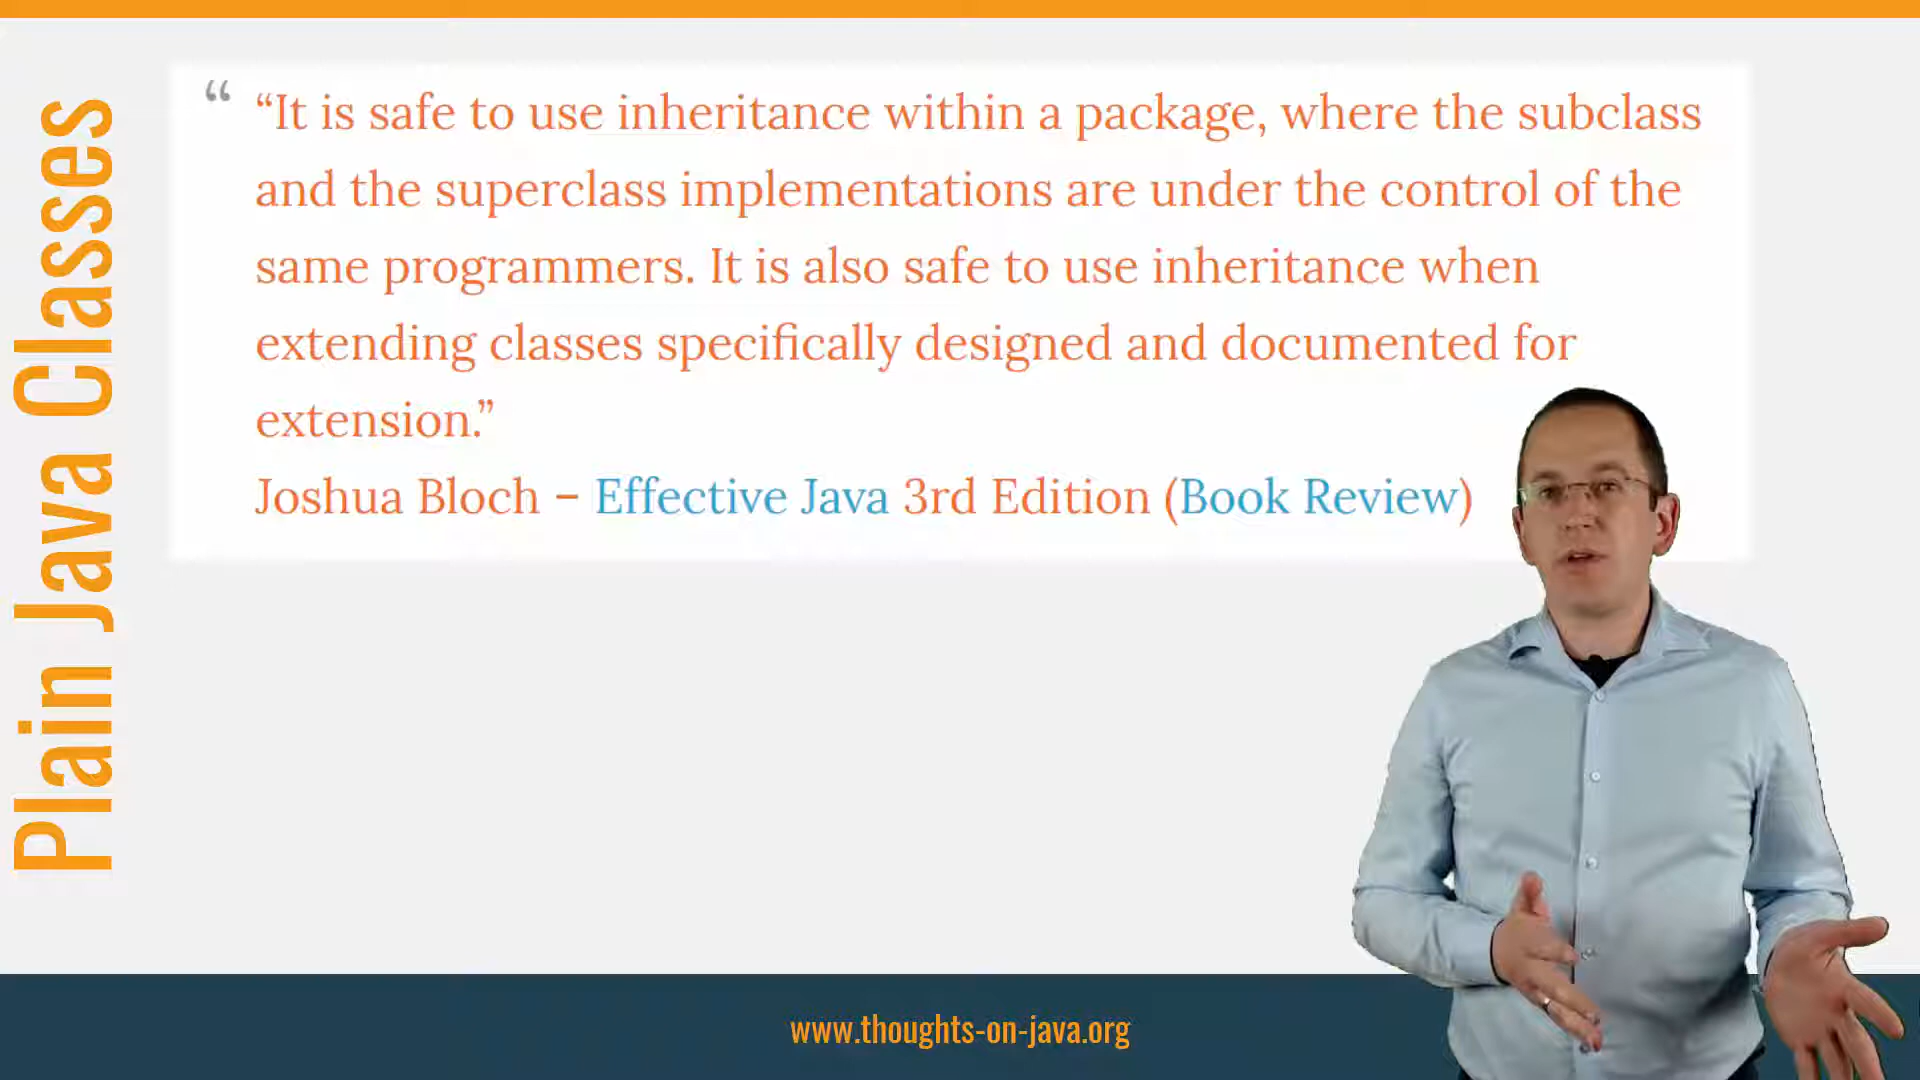 Plain Java Classes
“
“It is safe to use inheritance within a package, where the subclass
and the superclass implementations are under the control of the
same programmers. It is also safe to use inheritance when
extending classes specifically designed and documented for
extension.”
Joshua Bloch – Effective Java 3rd Edition (Book Review)
www.thoughts-on-java.org